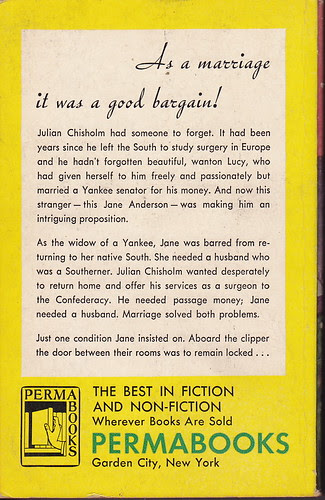 As a marriage
it was a good bargain!
Julian Chisholm had someone to forget. It had been
years since he left the South to study surgery in Europe
and he hadn't forgotten beautiful, wanton Lucy, who
had given herself to him freely and passionately but
married a Yankee senator for his money. And now this
stranger—this Jane Anderson—was making him an
intriguing proposition.
As the widow of a Yankee, Jane was barred from re-
turning to her native South. She needed a husband who
was a Southerner. Julian Chisholm wanted desperately
to return home and offer his services as a surgeon to
the Confederacy. He needed passage money; Jane
needed a husband. Marriage solved both problems.
Just one condition Jane insisted on. Aboard the clipper
the door between their rooms was to remain locked . . .
PERMA
BOOKS
THE BEST IN FICTION
AND NON-FICTION
Wherever Books Are Sold
PERMABOOKS
Garden City, New York